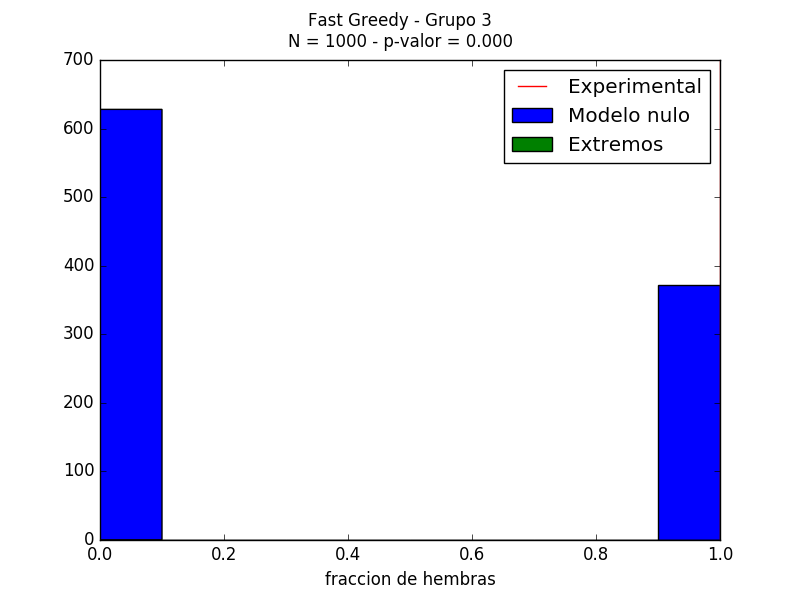 Fast Greedy - Grupo 3
N = 1000 - p-valor = 0.000
700
600
500
400
300
200
100
0
Experimental
Modelo nulo
Extremos
0.0 0.2 0.4 0.6 0.8 1.0
fraccion de hembras